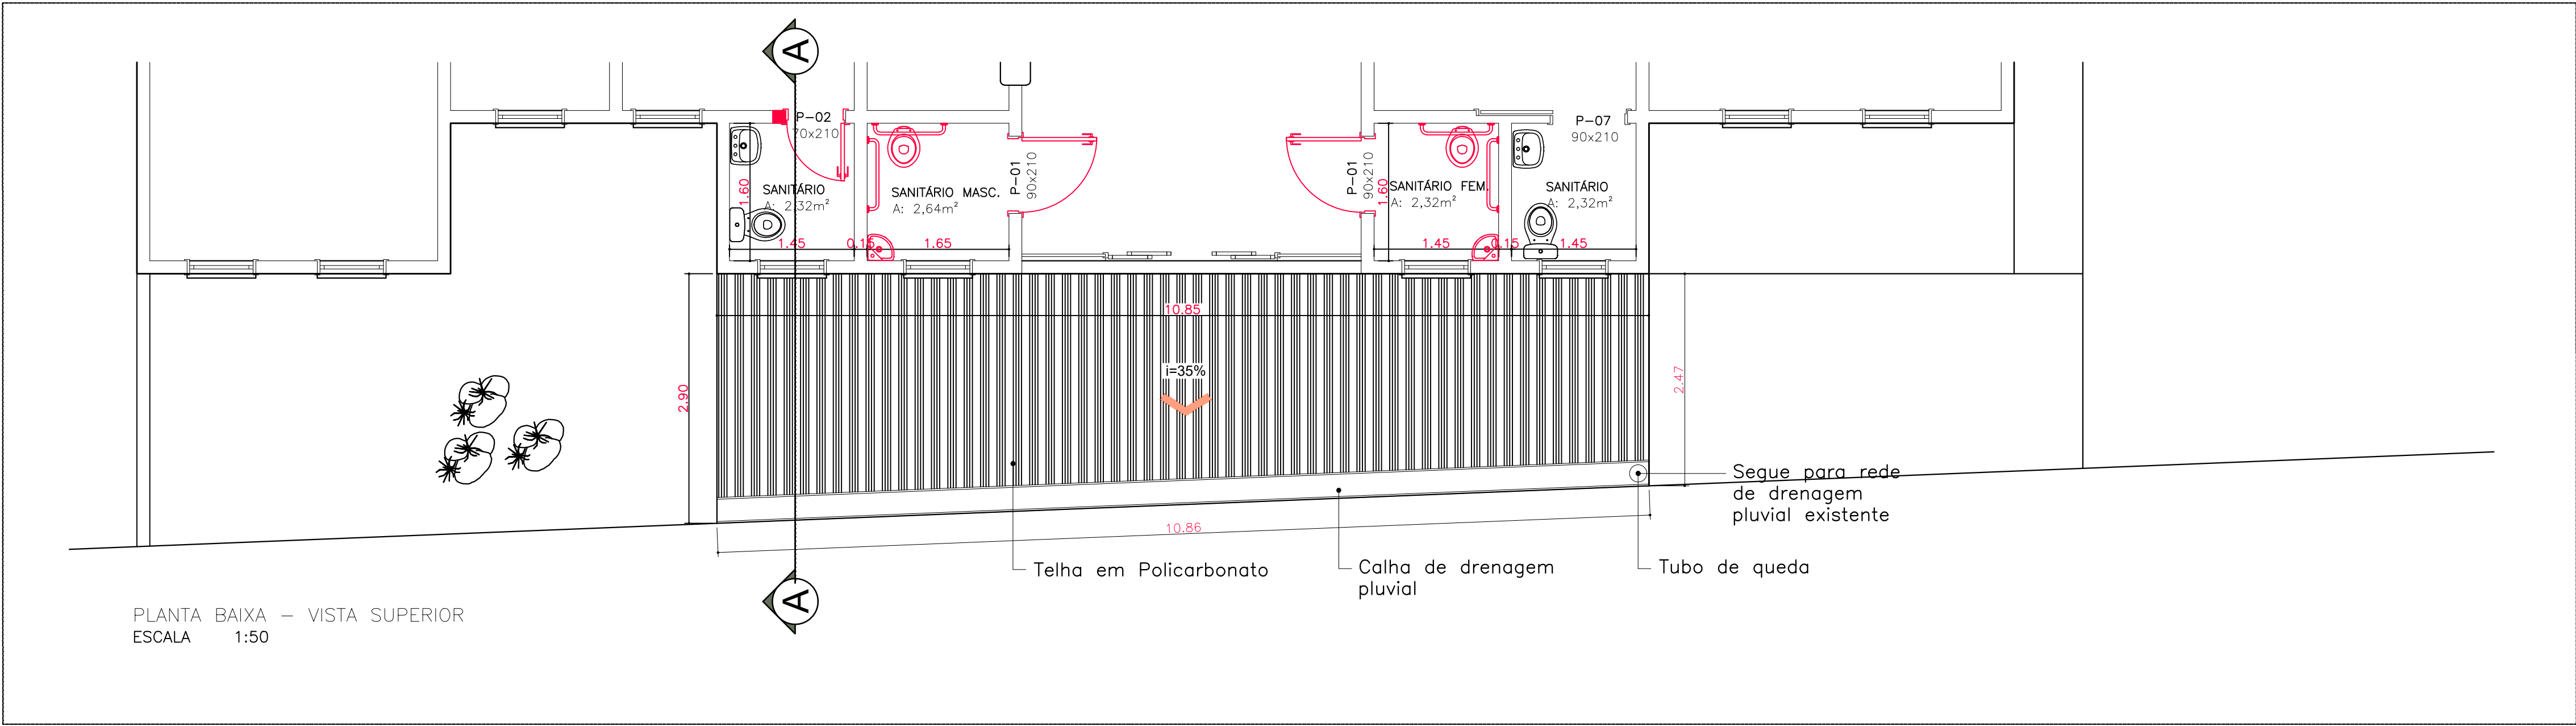 A
P-02
70x210
SANITÁRIO
A: 2,32m²
1.60
1.45
0.15
SANITÁRIO MASC.
A: 2,64m²
1.65
P-01
90x210
P-01
90x210
1.60
SANITÁRIO FEM.
A: 2,32m²
1.45
0.15
P-07
90x210
SANITÁRIO
A: 2,32m²
1.45
10.85
i=35%
2.90
2.47
10.86
Segue para rede
de drenagem
pluvial existente
Telha em Policarbonato
Calha de drenagem
pluvial
Tubo de queda
A
PLANTA BAIXA – VISTA SUPERIOR
ESCALA 1:50